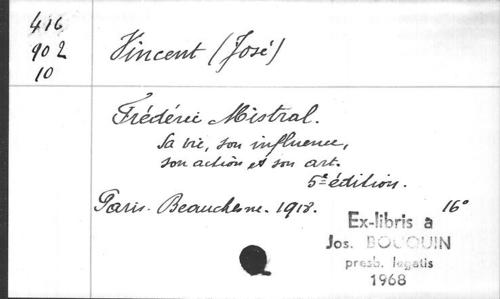 416
902
10
Vincent (José)
Frédéric Mistral.
Sa vie, son influence,
son action et son art.
5e édition.
Paris. Beauchesne. 1918. 16°
Ex-libris a
Jos. BOUQUIN
presb. legatis
1968